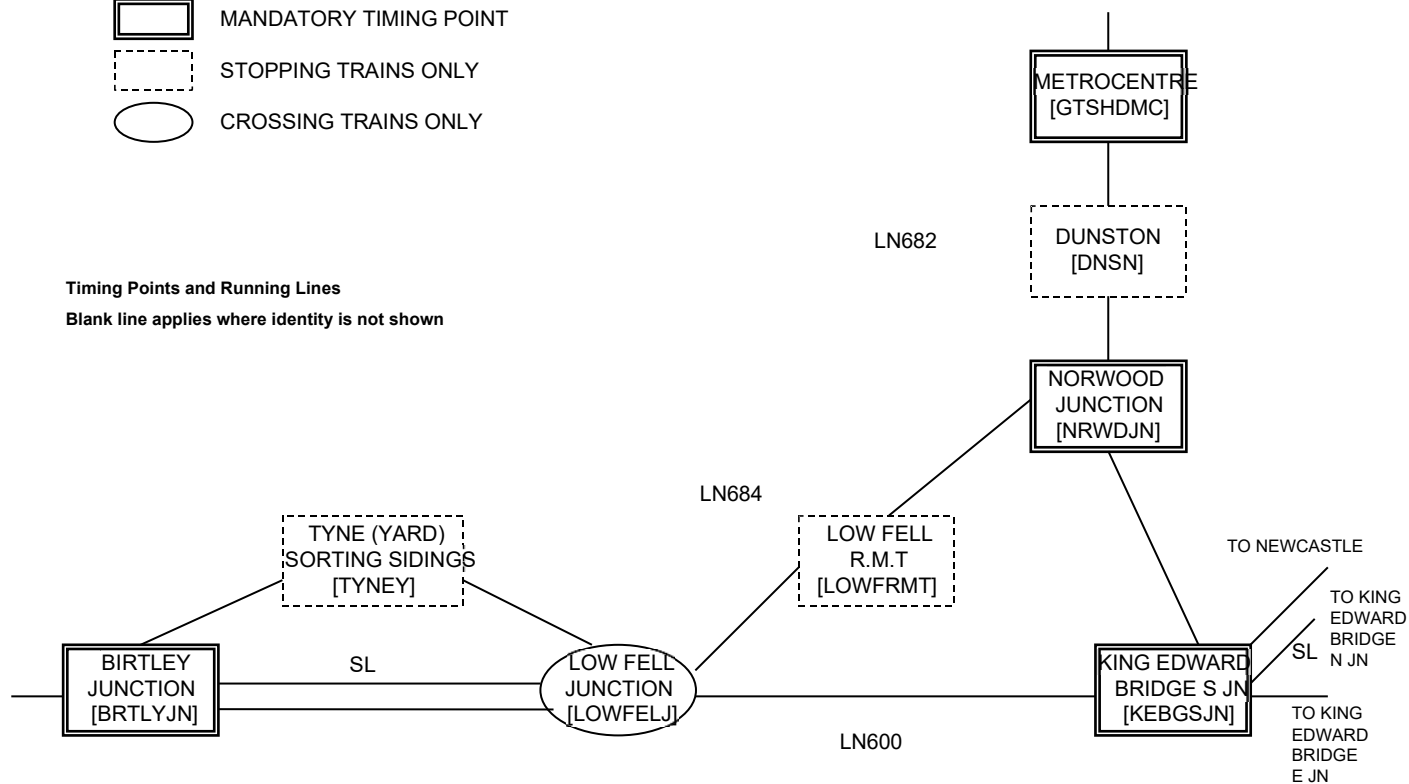 MANDATORY TIMING POINT
STOPPING TRAINS ONLY
CROSSING TRAINS ONLY
METROCENTRE
[GTSHDMC]
LN682
DUNSTON
[DNSN]
Timing Points and Running Lines
Blank line applies where identity is not shown
NORWOOD
JUNCTION
[NRWDJN]
LN684
TYNE (YARD)
SORTING SIDINGS
[TYNEY]
LOW FELL
R.M.T
[LOWFRMT]
TO NEWCASTLE
TO KING
EDWARD
BRIDGE
N JN
SL
BIRTLEY
JUNCTION
[BRTLYJN]
SL
LOW FELL
JUNCTION
[LOWFELJ]
KING EDWARD
BRIDGE S JN
[KEBGSJN]
LN600
TO KING
EDWARD
BRIDGE
E JN